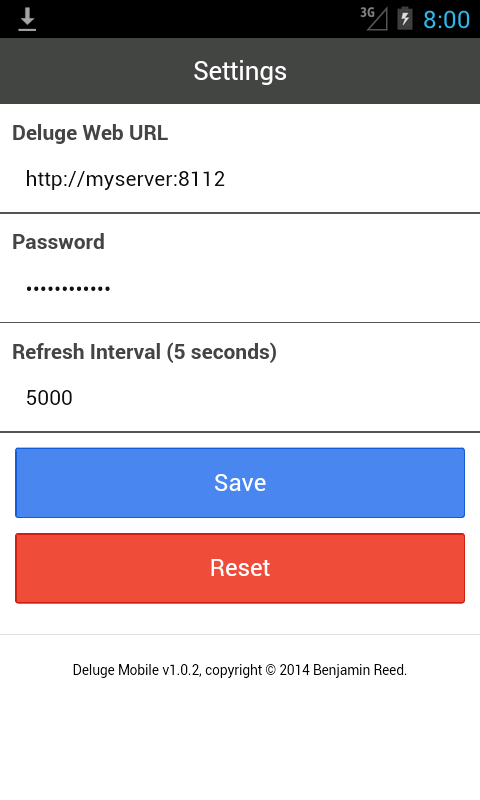 3G 8:00
Settings
Deluge Web URL
http://myserver:8112
Password
••••••••••••
Refresh Interval (5 seconds)
5000
Save
Reset
Deluge Mobile v1.0.2, copyright © 2014 Benjamin Reed.